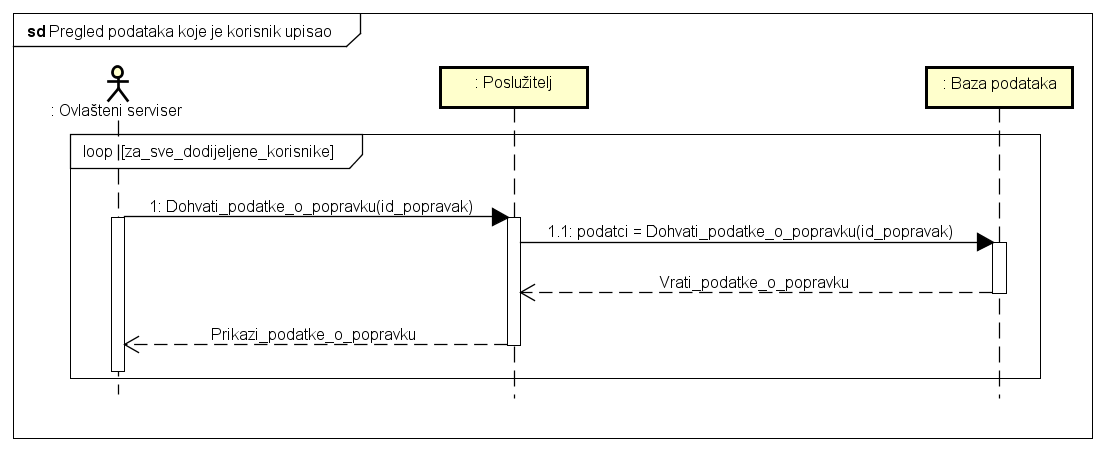 sd Pregled podataka koje je korisnik upisao
: Ovlašteni serviser
: Poslužitelj
: Baza podataka
loop [za_sve_dodijeljene_korisnike]
1: Dohvati_podatke_o_popravku(id_popravak)
1.1: podatci = Dohvati_podatke_o_popravku(id_popravak)
Vrati_podatke_o_popravku
Prikazi_podatke_o_popravku